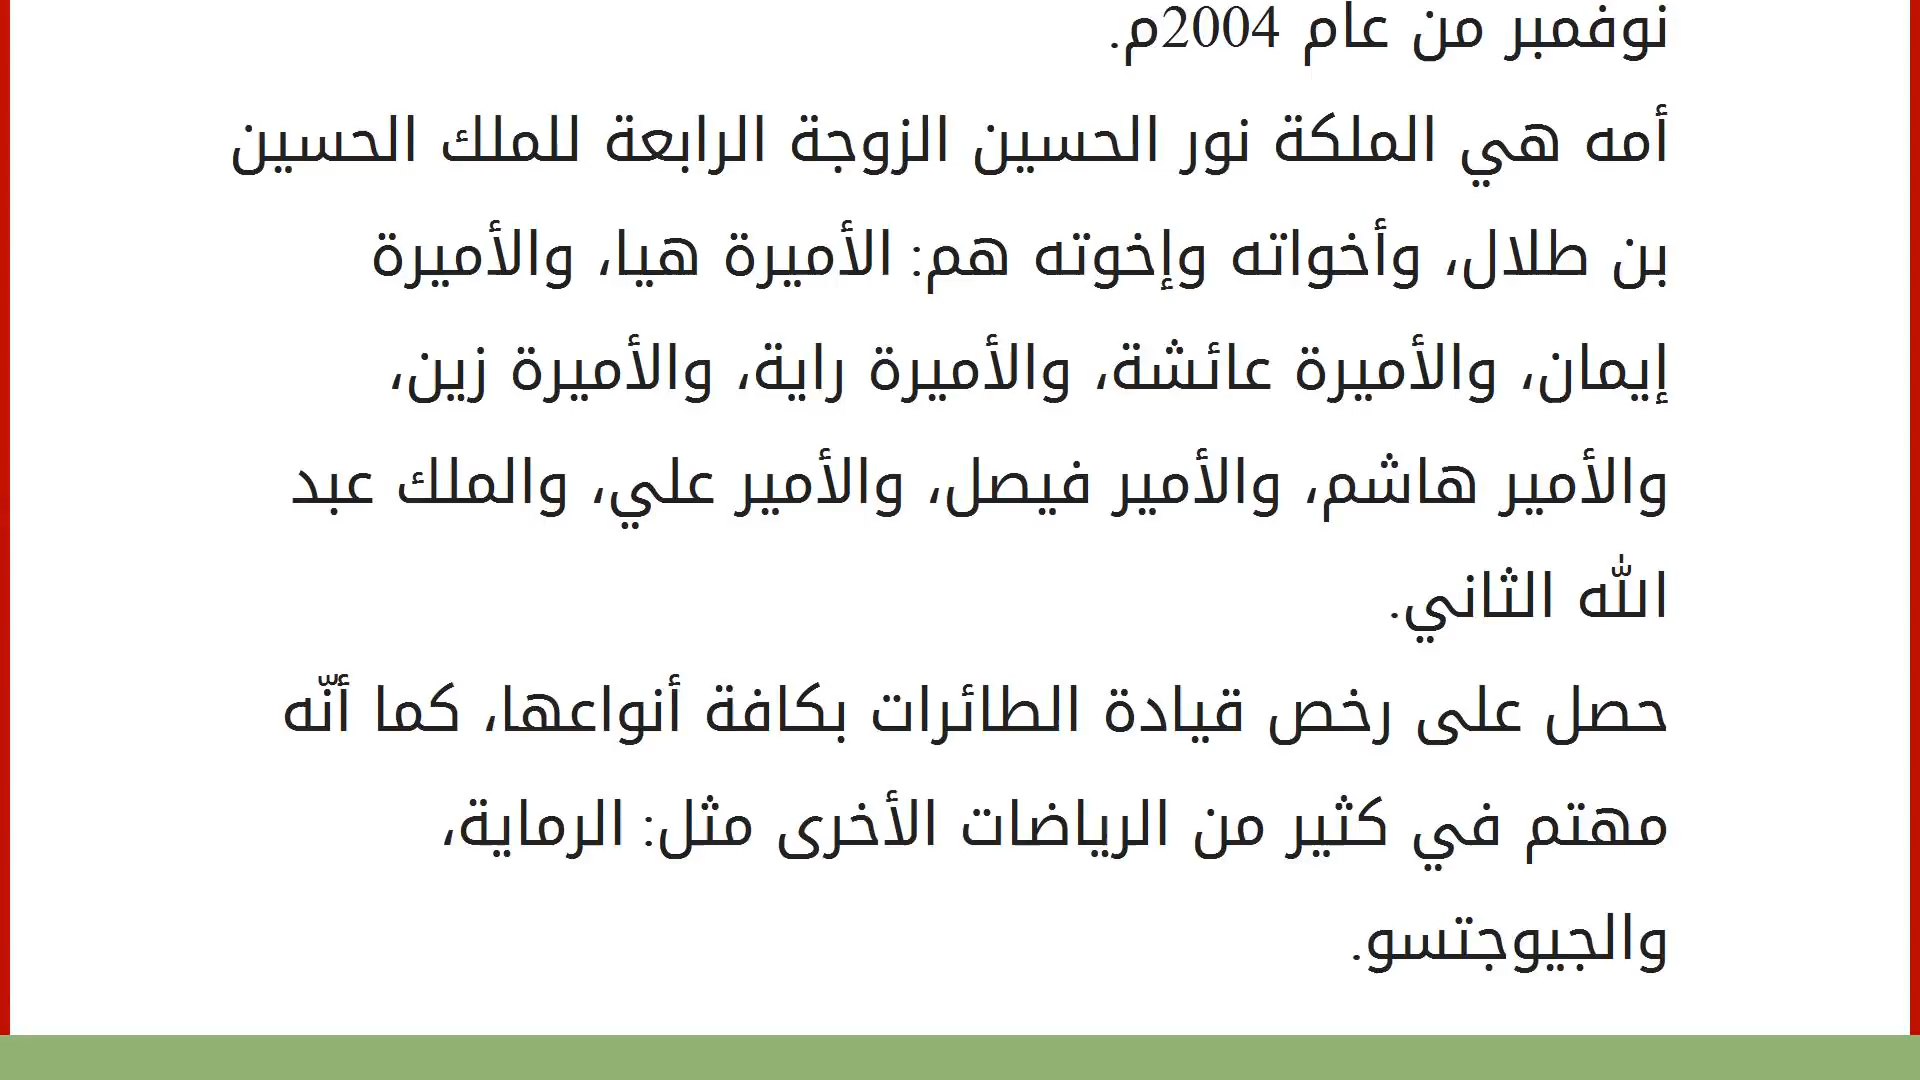 نوفمبر من عام 2004م.
أمه هي الملكة نور الحسين الزوجة الرابعة للملك الحسين
بن طلال، وأخواته وإخوته هم: الأميرة هيا، والأميرة
إيمان، والأميرة عائشة، والأميرة راية، والأميرة زين،
والأمير هاشم، والأمير فيصل، والأمير علي، والملك عبد
الله الثاني.
حصل على رخص قيادة الطائرات بكافة أنواعها، كما أنّه
مهتم في كثير من الرياضات الأخرى مثل: الرماية،
والجيوجتسو.